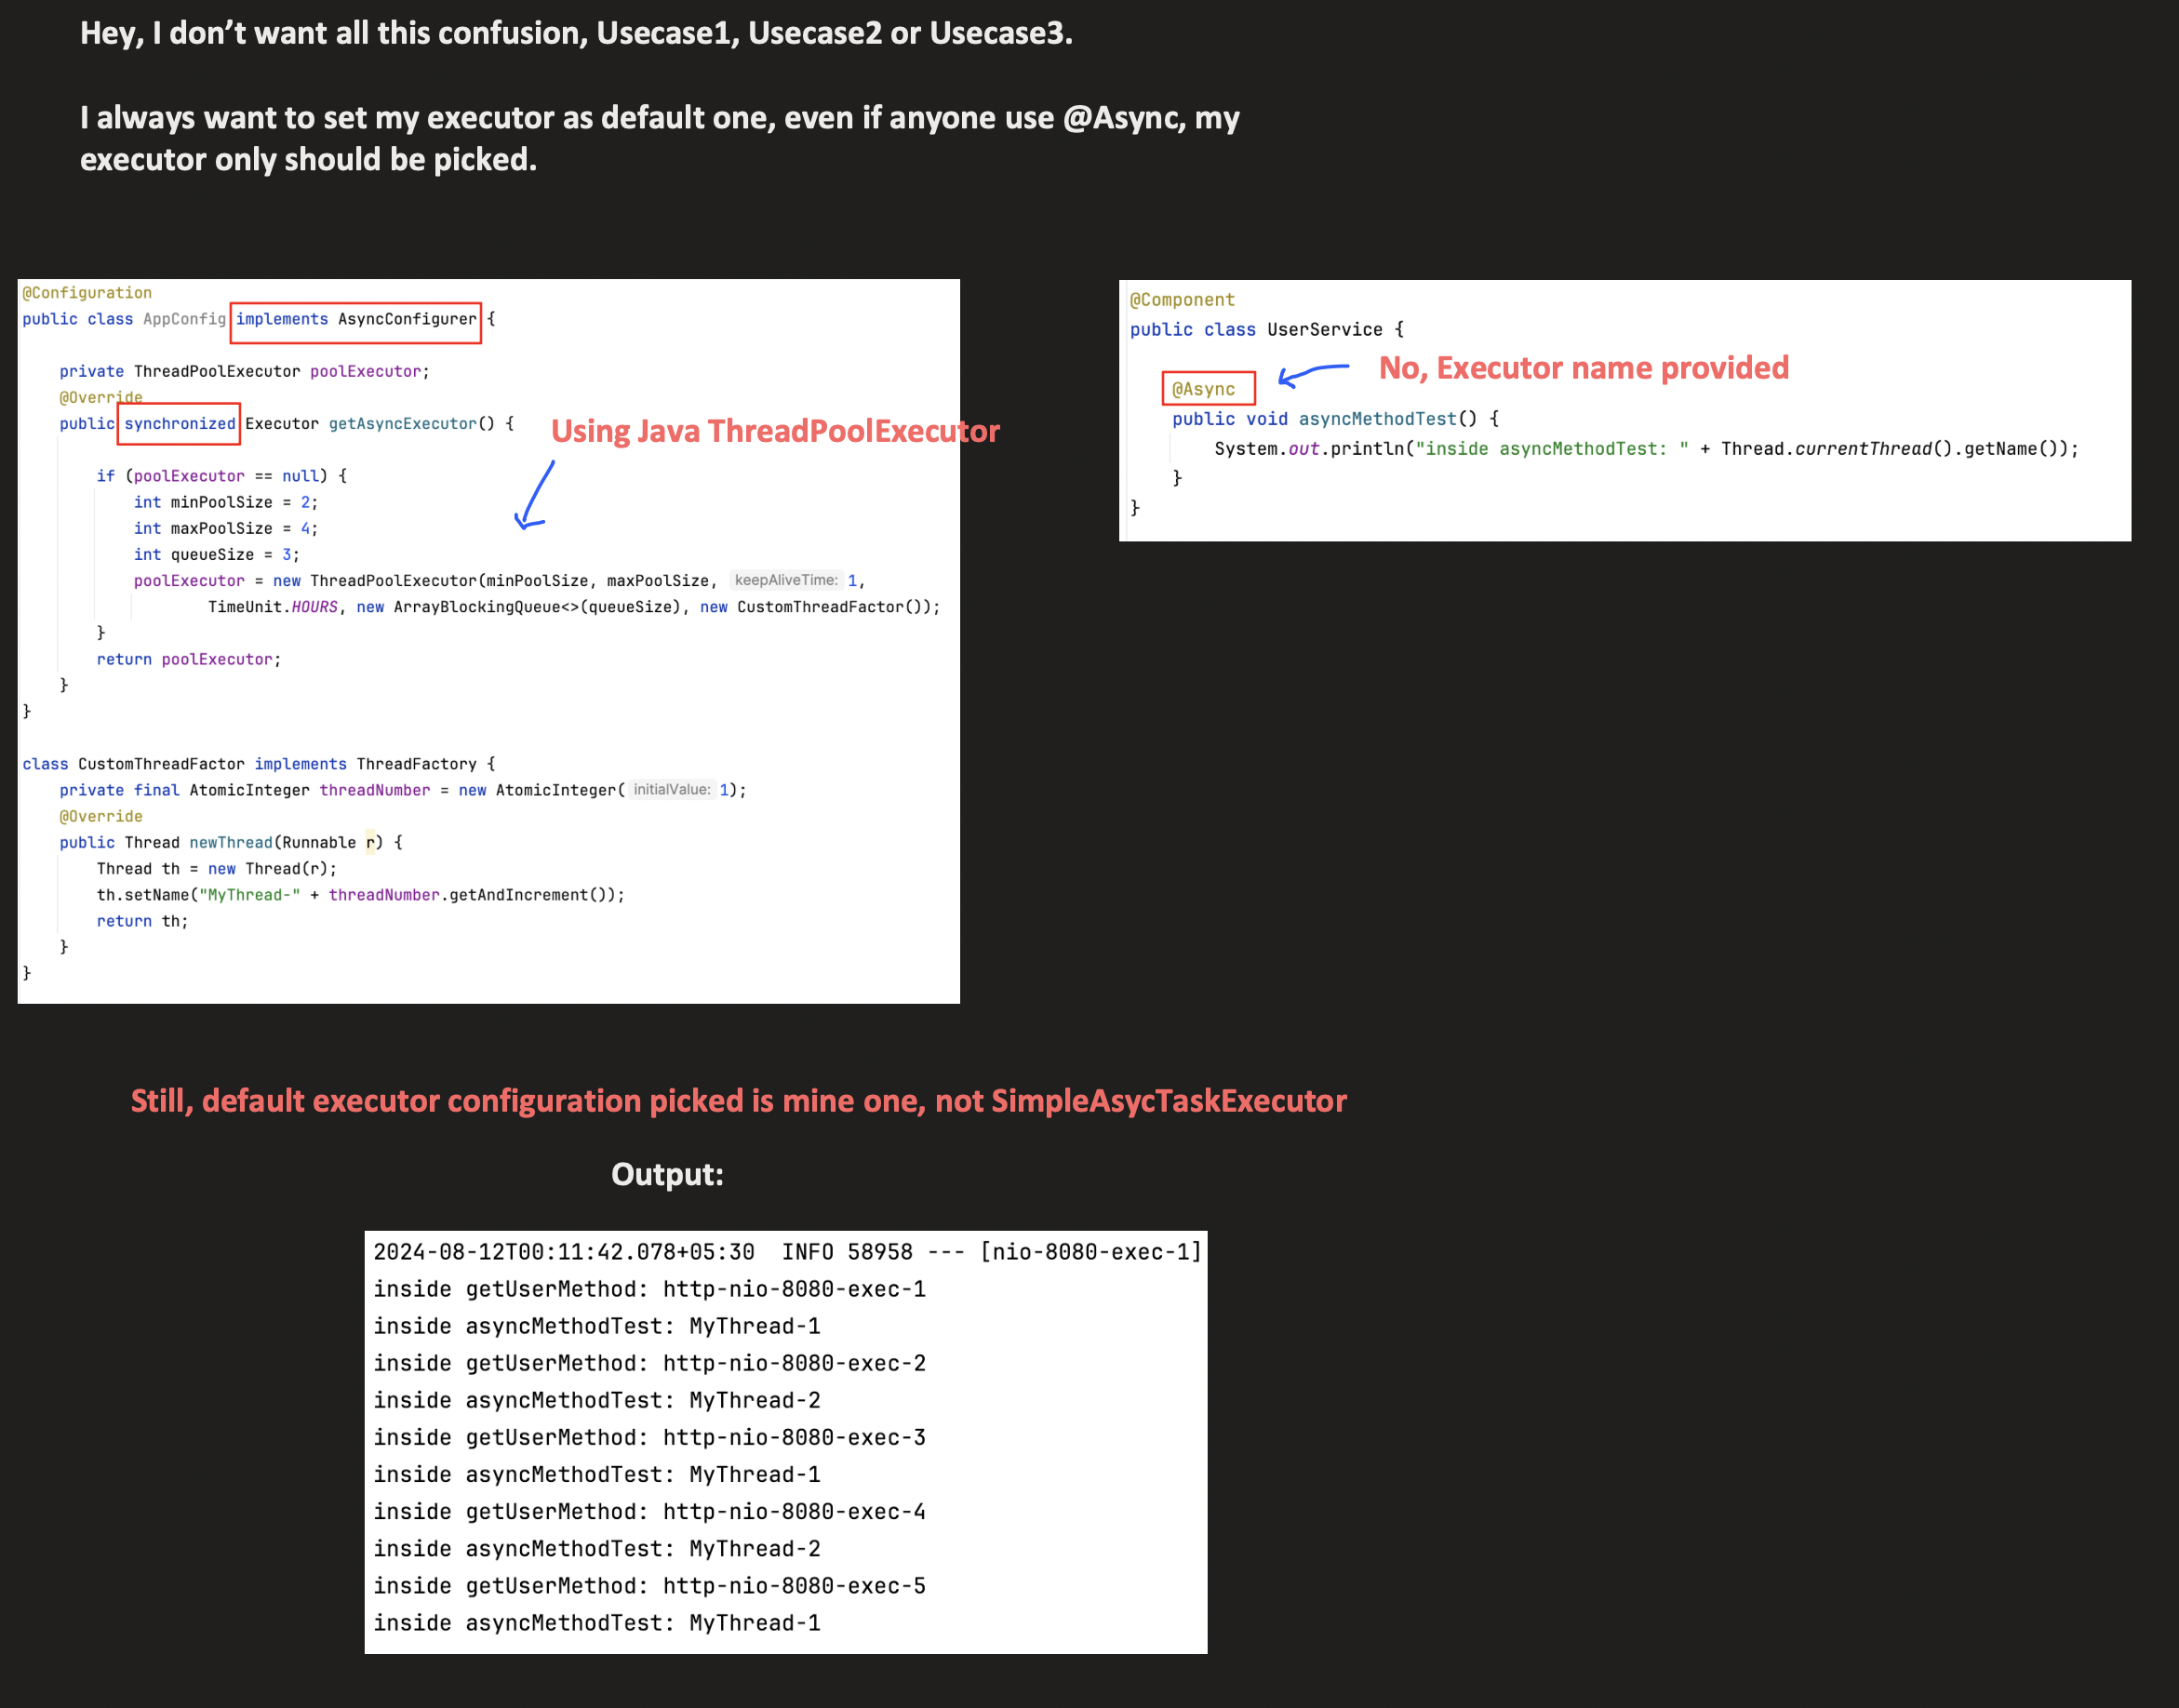 Hey, I don’t want all this confusion, Usecase1, Usecase2 or Usecase3.
I always want to set my executor as default one, even if anyone use @Async, my
executor only should be picked.
@Configuration
public class AppConfig implements AsyncConfigurer {
private ThreadPoolExecutor poolExecutor;
@Override
public synchronized Executor getAsyncExecutor() {
Using Java ThreadPoolExecutor
if (poolExecutor == null) {
int minPoolSize = 2;
int maxPoolSize = 4;
int queueSize = 3;
poolExecutor = new ThreadPoolExecutor(minPoolSize, maxPoolSize, keepAliveTime: 1,
TimeUnit.HOURS, new ArrayBlockingQueue<>(queueSize), new CustomThreadFactor());
}
return poolExecutor;
}
}
class CustomThreadFactor implements ThreadFactory {
private final AtomicInteger threadNumber = new AtomicInteger( initialValue: 1);
@Override
public Thread newThread(Runnable r) {
Thread th = new Thread(r);
th.setName("MyThread-" + threadNumber.getAndIncrement());
return th;
}
}
@Component
public class UserService {
No, Executor name provided
@Async
public void asyncMethodTest() {
System.out.println("inside asyncMethodTest: " + Thread.currentThread().getName());
}
}
Still, default executor configuration picked is mine one, not SimpleAsycTaskExecutor
Output:
2024-08-12T00:11:42.078+05:30  INFO 58958 --- [nio-8080-exec-1]
inside getUserMethod: http-nio-8080-exec-1
inside asyncMethodTest: MyThread-1
inside getUserMethod: http-nio-8080-exec-2
inside asyncMethodTest: MyThread-2
inside getUserMethod: http-nio-8080-exec-3
inside asyncMethodTest: MyThread-1
inside getUserMethod: http-nio-8080-exec-4
inside asyncMethodTest: MyThread-2
inside getUserMethod: http-nio-8080-exec-5
inside asyncMethodTest: MyThread-1